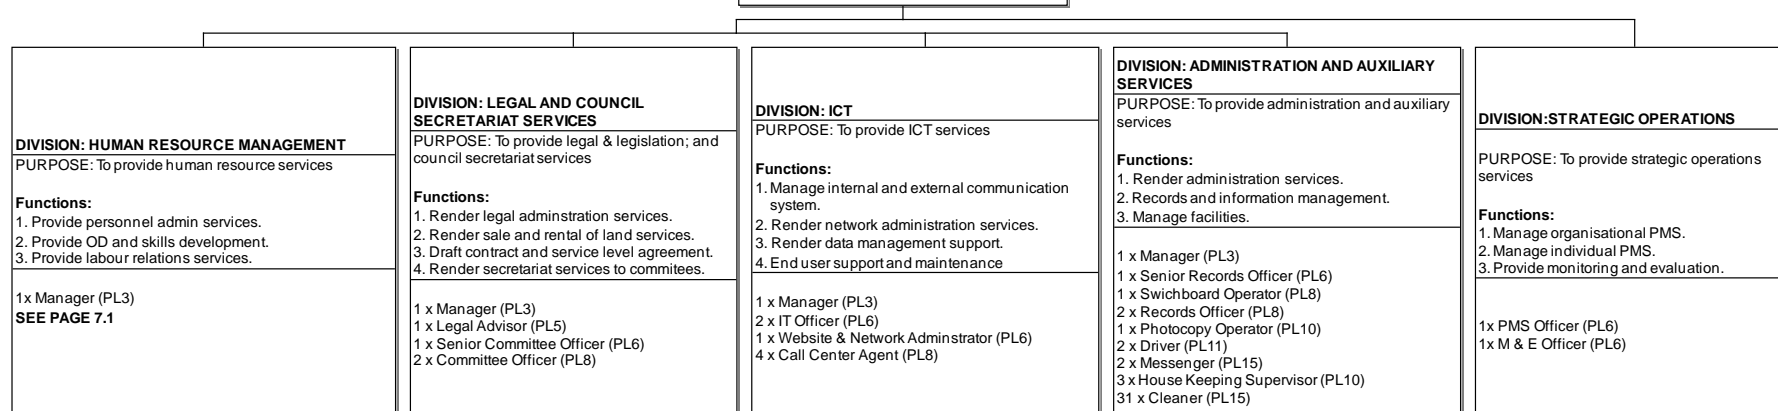 DIVISION: HUMAN RESOURCE MANAGEMENT
PURPOSE: To provide human resource services
Functions:
1. Provide personnel admin services.
2. Provide OD and skills development.
3. Provide labour relations services.
1x Manager (PL3)
SEE PAGE 7.1
DIVISION: LEGAL AND COUNCIL
SECRETARIAT SERVICES
PURPOSE: To provide legal & legislation; and
council secretariat services
Functions:
1. Render legal adminstration services.
2. Render sale and rental of land services.
3. Draft contract and service level agreement.
4. Render secretariat services to commitees.
1 x Manager (PL3)
1 x Legal Advisor (PL5)
1 x Senior Committee Officer (PL6)
2 x Committee Officer (PL8)
DIVISION: ICT
PURPOSE: To provide ICT services
Functions:
1. Manage internal and external communication
system.
2. Render network administration services.
3. Render data management support.
4. End user support and maintenance
1 x Manager (PL3)
2 x IT Officer (PL6)
1 x Website & Network Adminstrator (PL6)
4 x Call Center Agent (PL8)
DIVISION: ADMINISTRATION AND AUXILIARY
SERVICES
PURPOSE: To provide administration and auxiliary
services
Functions:
1. Render administration services.
2. Records and information management.
3. Manage facilities.
1 x Manager (PL3)
1 x Senior Records Officer (PL6)
1 x Swichboard Operator (PL8)
2 x Records Officer (PL8)
1 x Photocopy Operator (PL10)
2 x Driver (PL11)
2 x Messenger (PL15)
3 x House Keeping Supervisor (PL10)
31 x Cleaner (PL15)
DIVISION:STRATEGIC OPERATIONS
PURPOSE: To provide strategic operations
services
Functions:
1. Manage organisational PMS.
2. Manage individual PMS.
3. Provide monitoring and evaluation.
1x PMS Officer (PL6)
1x M & E Officer (PL6)